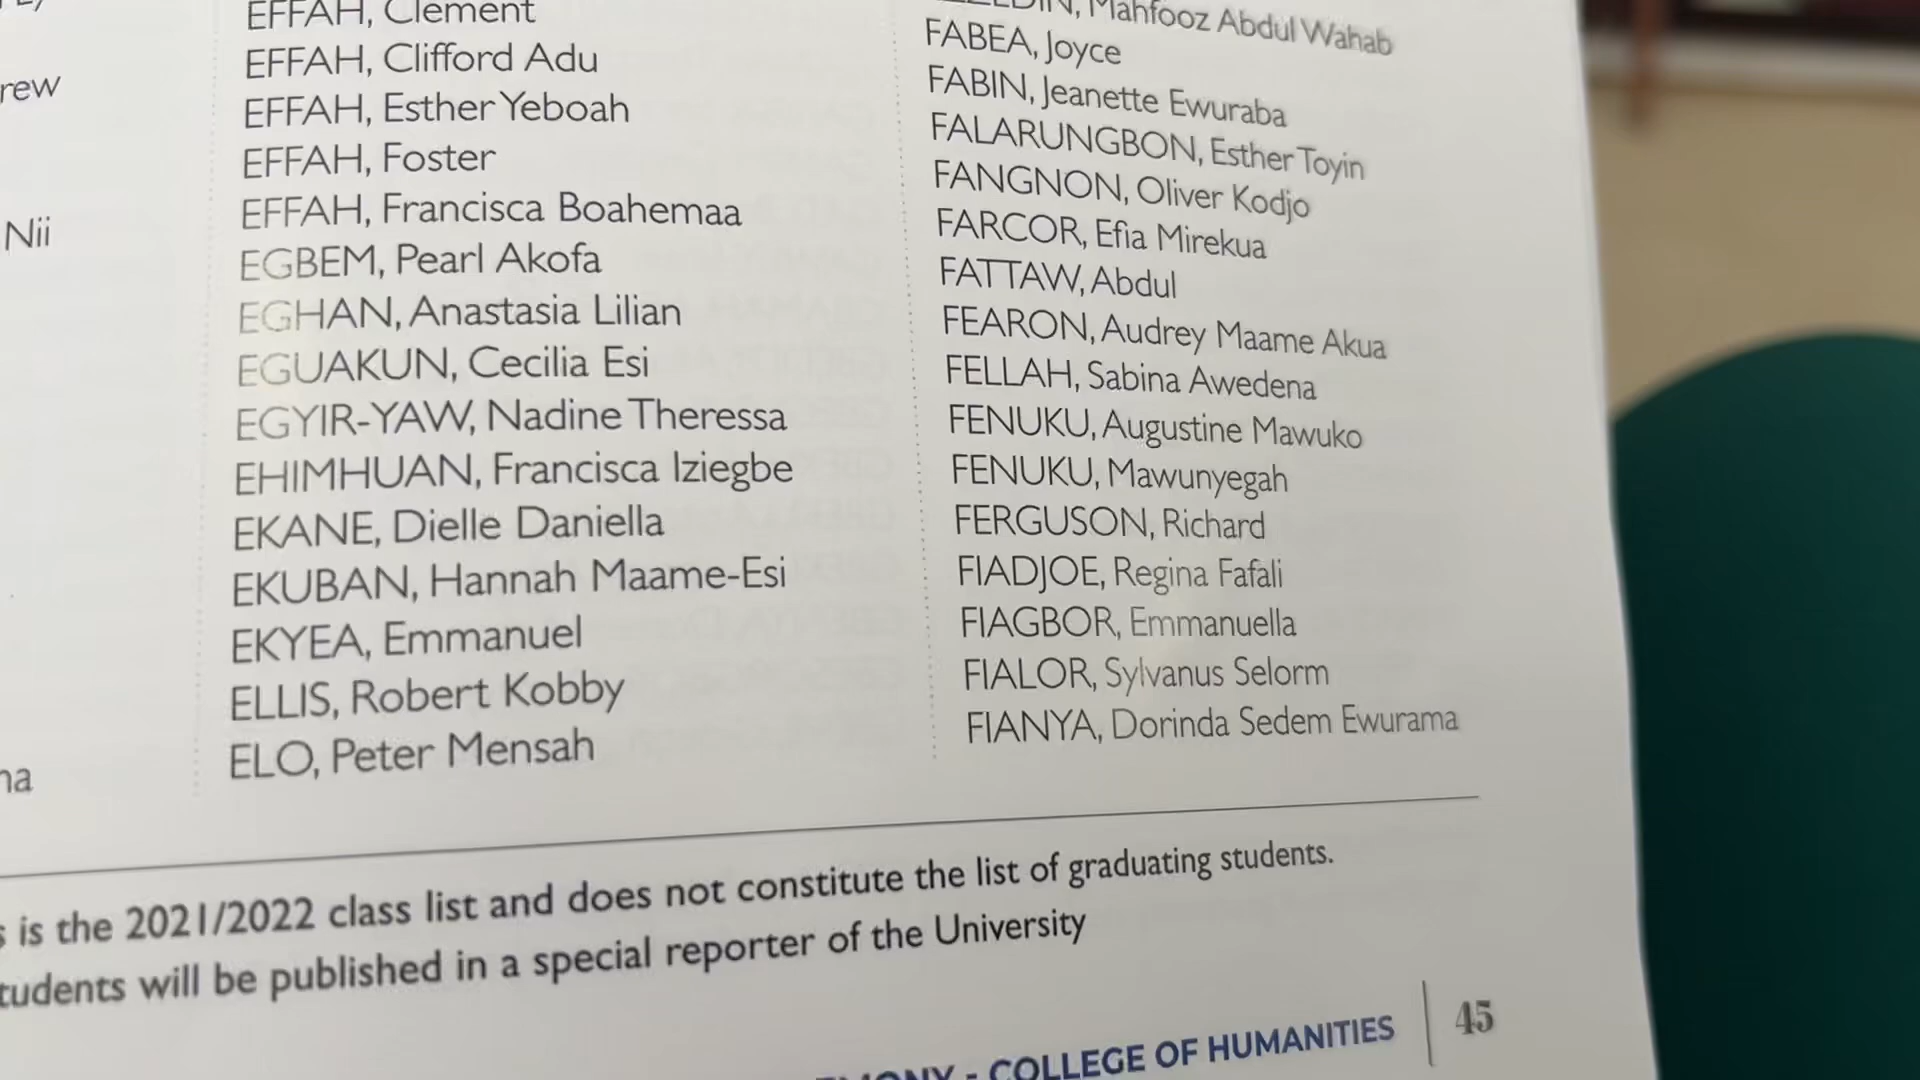 rew
Nii
na
EFFAH, Clement
EFFAH, Clifford Adu
EFFAH, Esther Yeboah
EFFAH, Foster
EFFAH, Francisca Boahemaa
EGBEM, Pearl Akofa
EGHAN, Anastasia Lilian
EGUAKUN, Cecilia Esi
EGYIR-YAW, Nadine Theressa
EHIMHUAN, Francisca Iziegbe
EKANE, Dielle Daniella
EKUBAN, Hannah Maame-Esi
EKYEA, Emmanuel
ELLIS, Robert Kobby
ELO, Peter Mensah
Mahfooz Abdul Wahab
FABEA, Joyce
FABIN, Jeanette Ewuraba
FALARUNGBON, Esther Toyin
FANGNON, Oliver Kodjo
FARCOR, Efia Mirekua
FATTAW, Abdul
FEARON, Audrey Maame Akua
FELLAH, Sabina Awedena
FENUKU, Augustine Mawuko
FENUKU, Mawunyegah
FERGUSON, Richard
FIADJOE, Regina Fafali
FIAGBOR, Emmanuella
FIALOR, Sylvanus Selorm
FIANYA, Dorinda Sedem Ewurama
is the 2021/2022 class list and does not constitute the list of graduating students.
tudents will be published in a special reporter of the University
- COLLEGE OF HUMANITIES 45